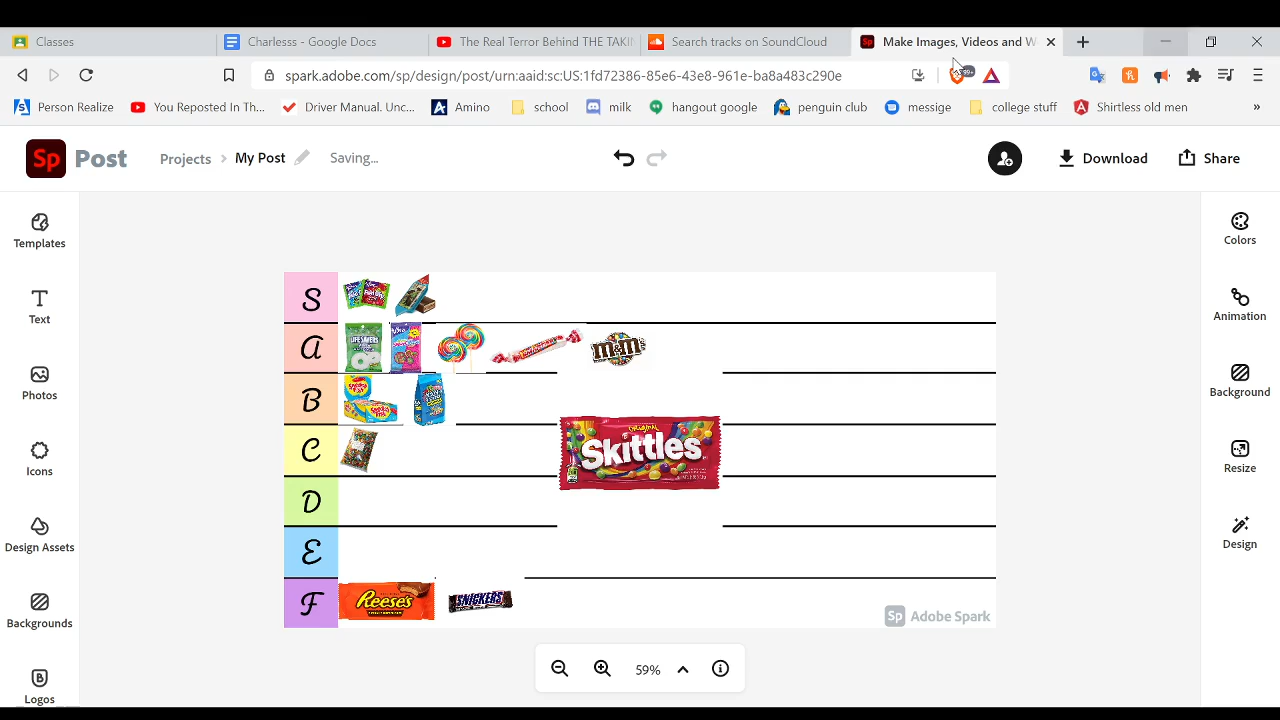 Classes
Charlesss - Google Docs
The Real Terror Behind THE TAKIN
Search tracks on SoundCloud
Make Images, Videos and W
spark.adobe.com/sp/design/post/urn:aaid:sc:US:1fd72386-85e6-43e8-961e-ba8a483c290e
99+
Person Realize
You Reposted In Th...
Driver Manual. Unc...
Amino
school
milk
hangout google
penguin club
messige
college stuff
Shirtless old men
»
Sp Post
Projects
My Post
Saving...
Download
Share
Templates
Text
Photos
Icons
Design Assets
Backgrounds
Logos
S
A
LIFE SAVERS
m&m's
B
C
ORIGINAL
Skittles
D
E
F
REESE'S
SNICKERS
Sp Adobe Spark
59%
Colors
Animation
Background
Resize
Design